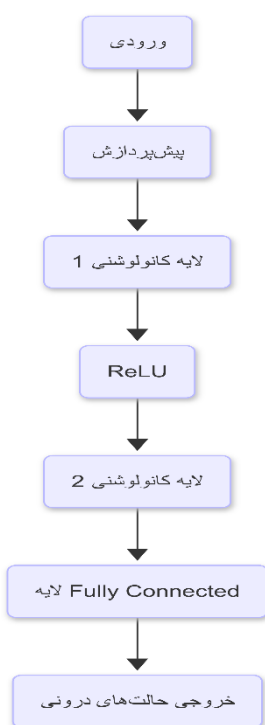 ورودی
پیش‌پردازش
لایه کانولوشنی 1
ReLU
لایه کانولوشنی 2
لایه Fully Connected
خروجی حالت‌های درونی